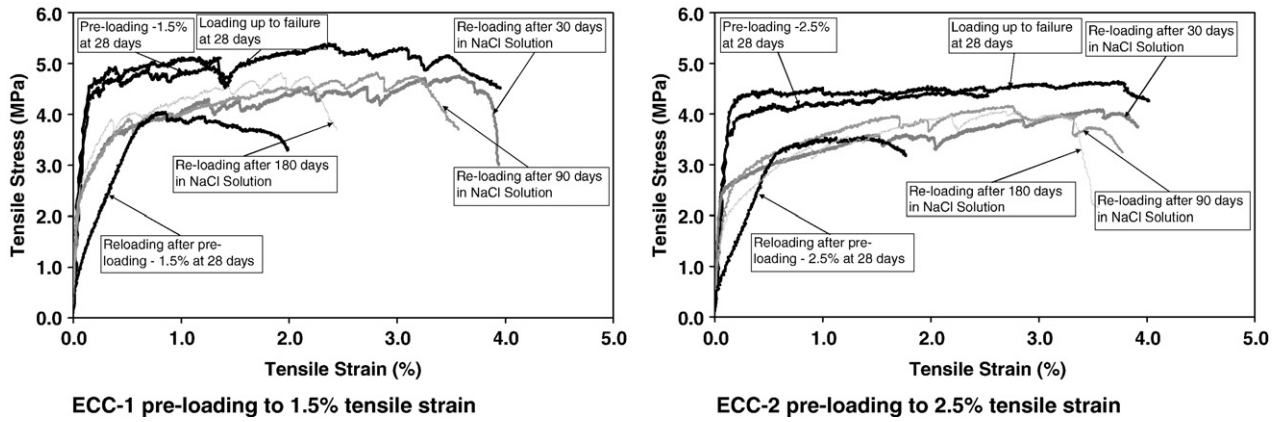 6.0
5.0
4.0
3.0
2.0
1.0
0.0
Tensile Stress (MPa)
Pre-loading -1.5%
at 28 days
Loading up to failure
at 28 days
Re-loading after 30 days
in NaCl Solution
Re-loading after 180 days
in NaCl Solution
Re-loading after 90 days
in NaCl Solution
Reloading after pre-
loading - 1.5% at 28 days
0.0 1.0 2.0 3.0 4.0 5.0
Tensile Strain (%)
ECC-1 pre-loading to 1.5% tensile strain
6.0
5.0
4.0
3.0
2.0
1.0
0.0
Tensile Stress (MPa)
Pre-loading -2.5%
at 28 days
Loading up to
failure at 28 days
Re-loading after 30 days
in NaCl Solution
Re-loading after 180 days
in NaCl Solution
Re-loading after
in NaCl Solution 90 days
Reloading after pre-
loading - 2.5% at 28 days
0.0 1.0 2.0 3.0 4.0 5.0
Tensile Strain (%)
ECC-2 pre-loading to 2.5% tensile strain